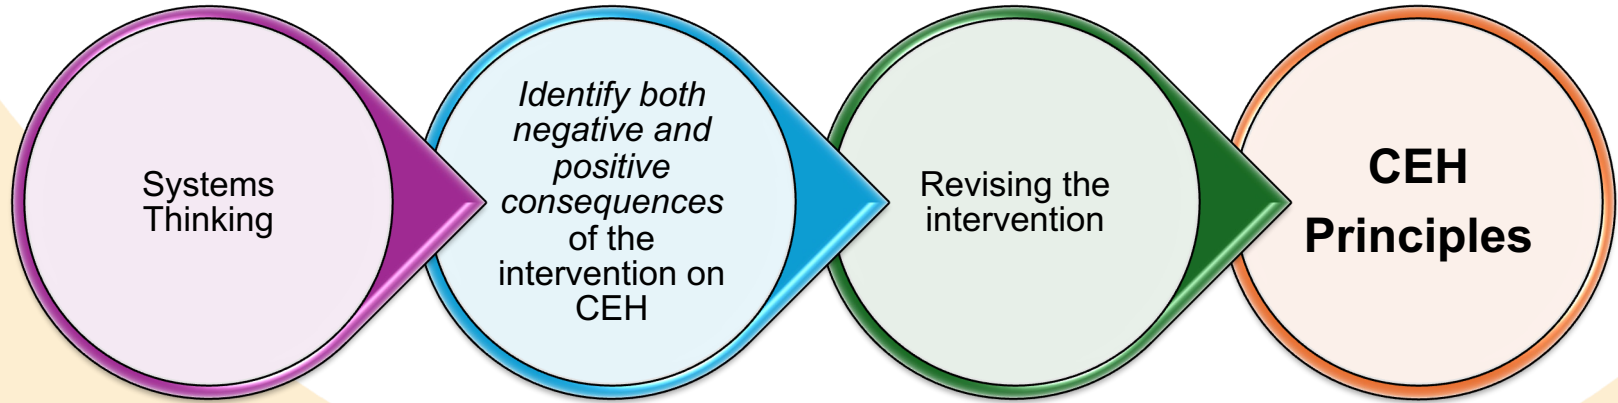 Systems
Thinking
Identify both
negative and
positive
consequences
of the
intervention on
CEH
Revising the
intervention
CEH
Principles